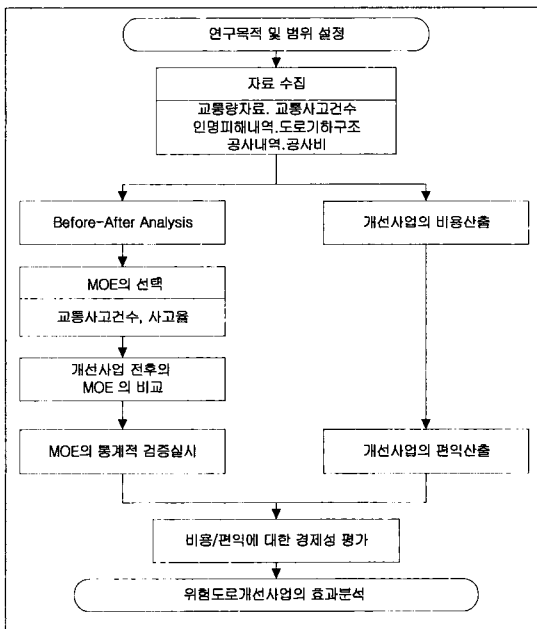 연구목적 및 범위 설정
자료 수집
교통량자료. 교통사고건수
인명피해내역.도로기하구조
공사내역.공사비
Before-After Analysis
개선사업의 비용산출
MOE의 선택
교통사고건수, 사고율
개선사업 전후의
MOE 의 비교
MOE의 통계적 검증실시
개선사업의 편익산출
비용/편익에 대한 경제성 평가
위험도로개선사업의 효과분석